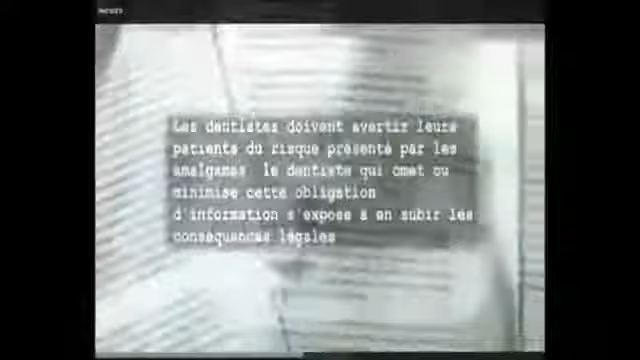 Les dentistes doivent avertir leurs
patients du risque présenté par les
amalgames le dentiste qui omet ou
minimise cette obligation
d'information s'expose à en subir les
conséquences légales